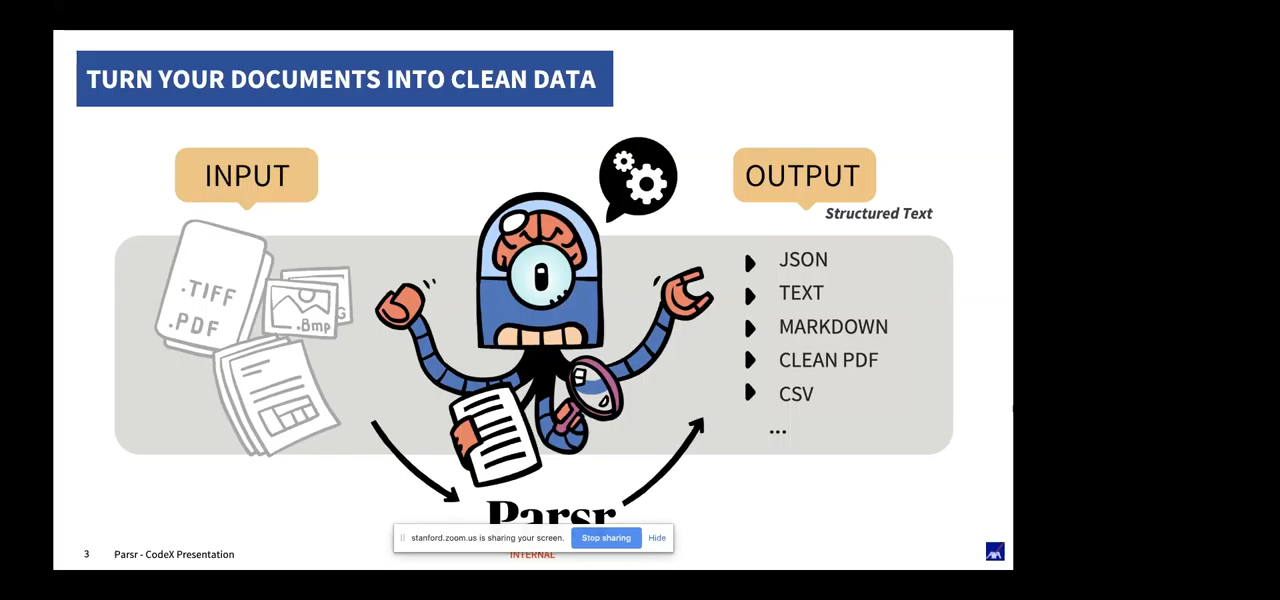 TURN YOUR DOCUMENTS INTO CLEAN DATA
INPUT
OUTPUT
Structured Text
.TIFF
.PDF
.Bmp
G
JSON
TEXT
MARKDOWN
CLEAN PDF
CSV
...
Parsr
stanford.zoom.us is sharing your screen.
Stop sharing
Hide
3
Parsr - CodeX Presentation
INTERNAL
AXA